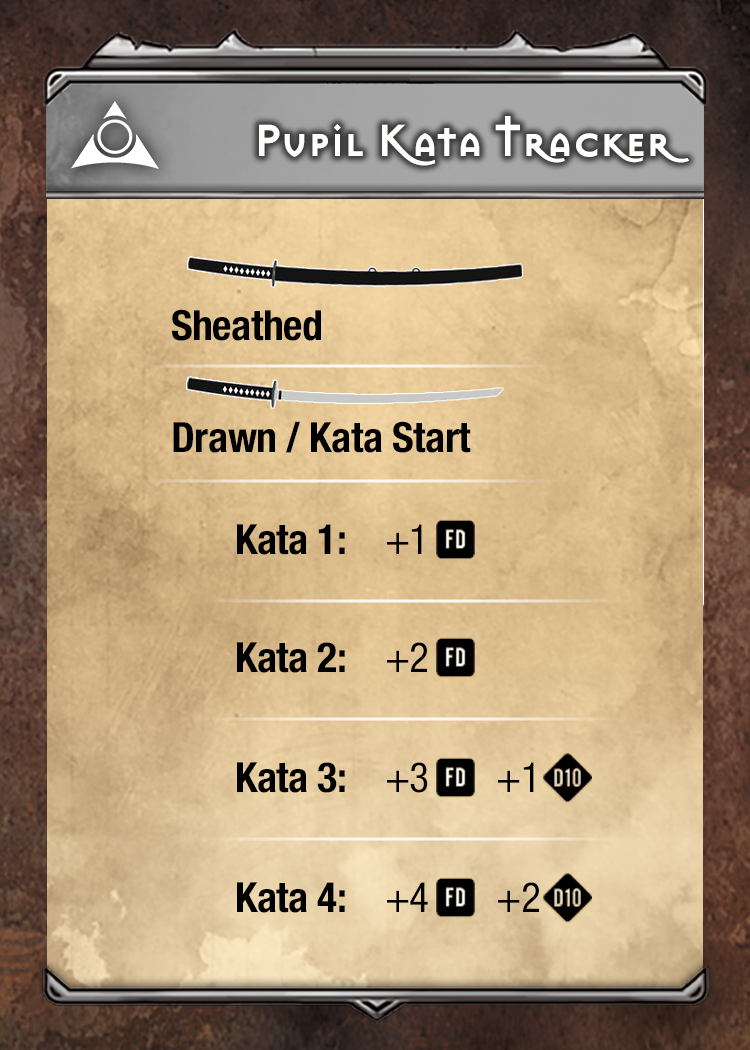 Pupil Kata Tracker
Sheathed
Drawn / Kata Start
Kata 1: +1 FD
Kata 2: +2 FD
Kata 3: +3 FD +1 D10
Kata 4: +4 FD +2 D10